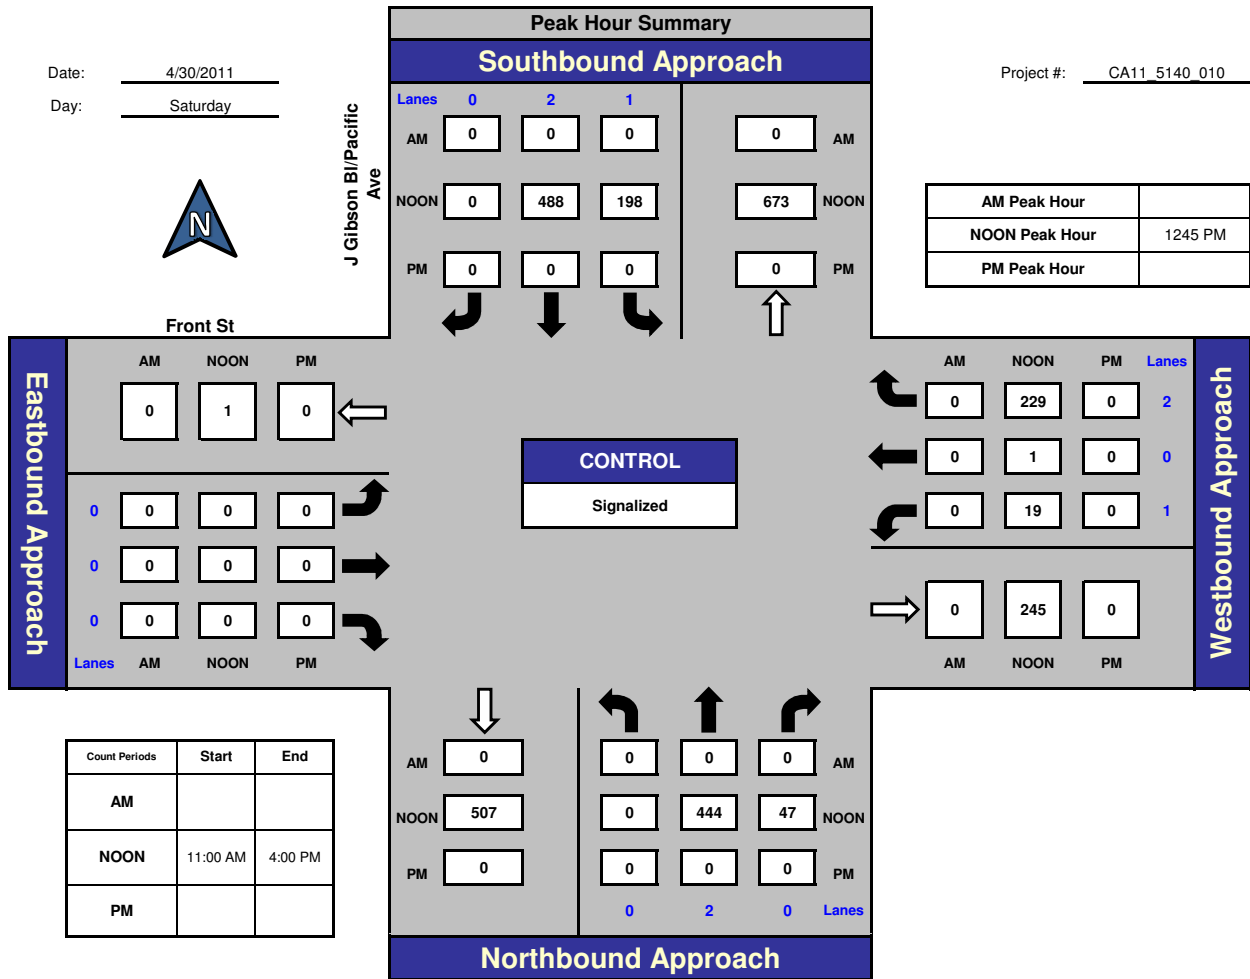 Peak Hour Summary
Southbound Approach
Date: 4/30/2011
Project #: CA11_5140_010
Day: Saturday
J Gibson Bl/Pacific
Ave
Lanes 0 2 1
AM 0 0 0 0 AM
NOON 0 488 198 673 NOON
PM 0 0 0 0 PM
N
AM Peak Hour
NOON Peak Hour 1245 PM
PM Peak Hour
Front St
Eastbound Approach
AM NOON PM
0 1 0
0 0 0 0
0 0 0 0
0 0 0 0
Lanes AM NOON PM
CONTROL
Signalized
AM NOON PM Lanes
0 229 0 2
0 1 0 0
0 19 0 1
0 245 0
AM NOON PM
Westbound Approach
Count Periods Start End
AM
NOON 11:00 AM 4:00 PM
PM
AM 0 0 0 0 AM
NOON 507 0 444 47 NOON
PM 0 0 0 0 PM
0 2 0 Lanes
Northbound Approach